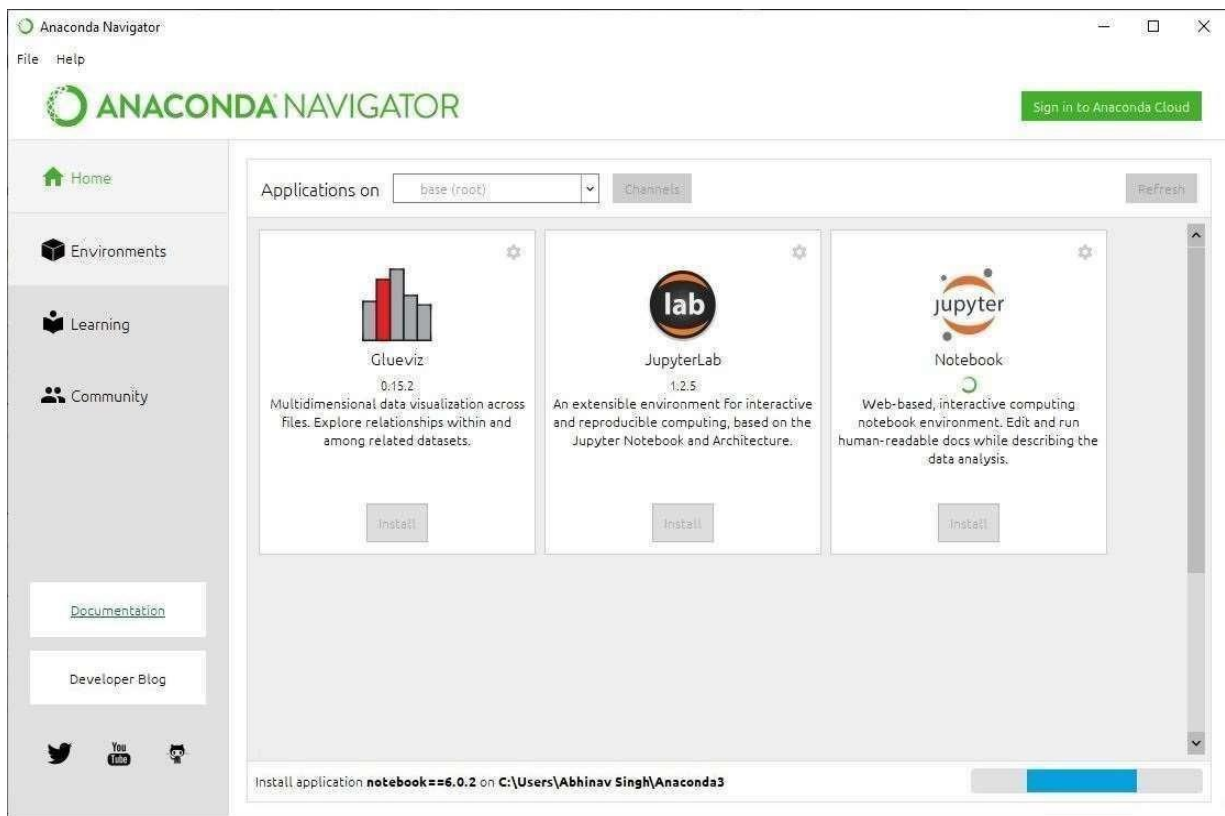 Anaconda Navigator
File Help
ANACONDA NAVIGATOR
Sign in to Anaconda Cloud
Home
Environments
Learning
Community
Documentation
Developer Blog
You
Tube
Applications on
base (root)
Channels
Refresh
Glueviz
0.15.2
Multidimensional data visualization across
files. Explore relationships within and
among related datasets.
Install
lab
JupyterLab
1.2.5
An extensible environment for interactive
and reproducible computing, based on the
Jupyter Notebook and Architecture.
Install
jupyter
Notebook
Web-based, interactive computing
notebook environment. Edit and run
human-readable docs while describing the
data analysis.
Install
Install application notebook==6.0.2 on C:\Users\Abhinav Singh\Anaconda3